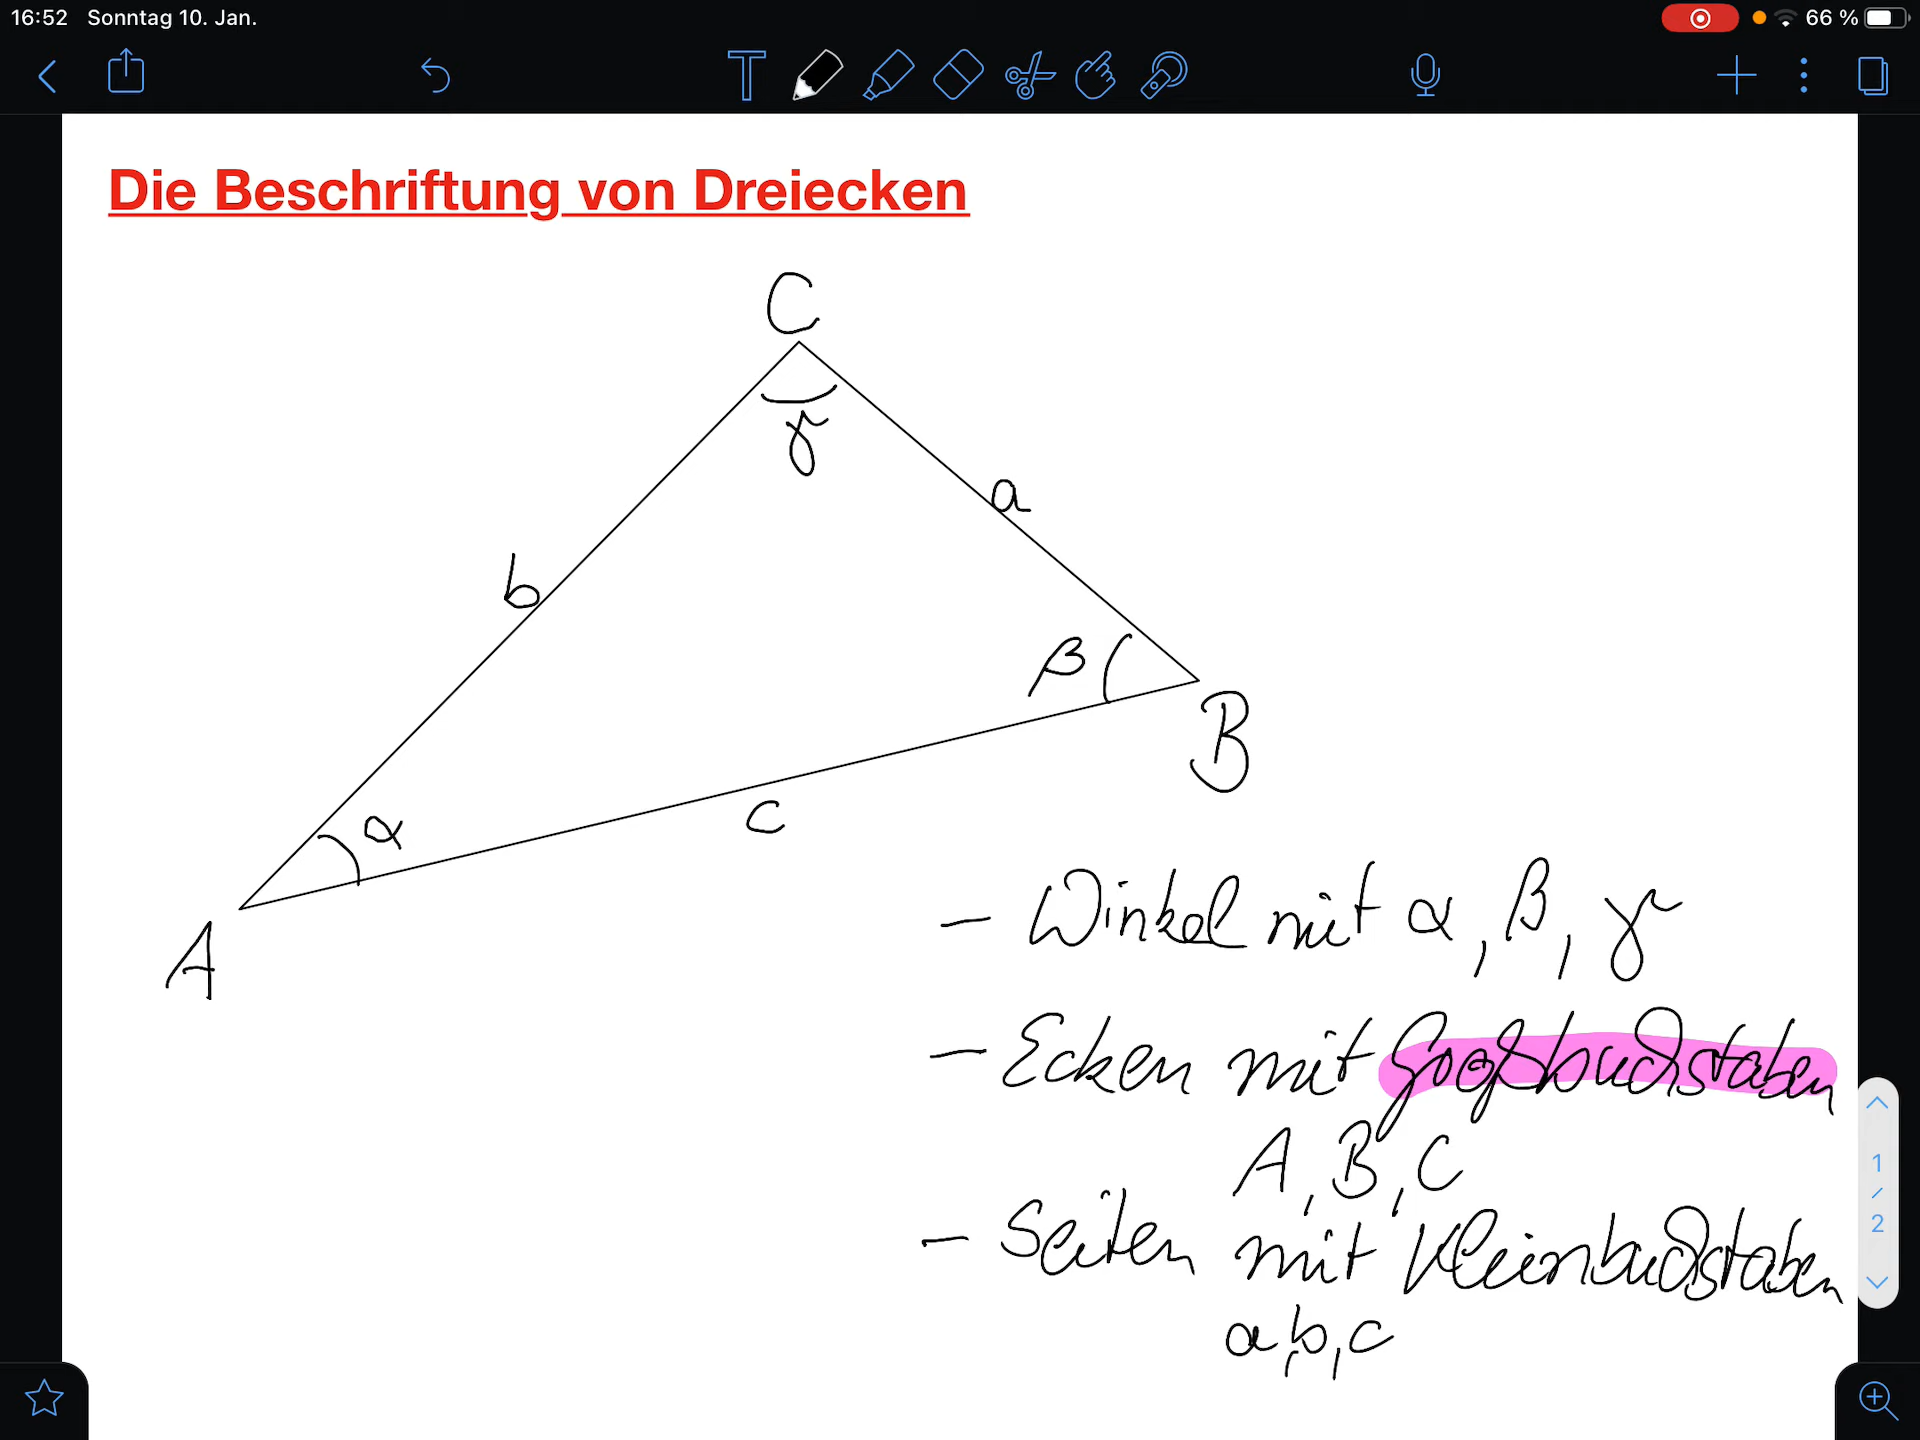 16:52 Sonntag 10. Jan.
66 %
Die Beschriftung von Dreiecken
C
γ
a
b
β
B
c
α
A
- Winkel mit α, β, γ
- Ecken mit Großbuchstaben
A, B, C
- Seiten mit Kleinbuchstaben
a, b, c
1
/
2